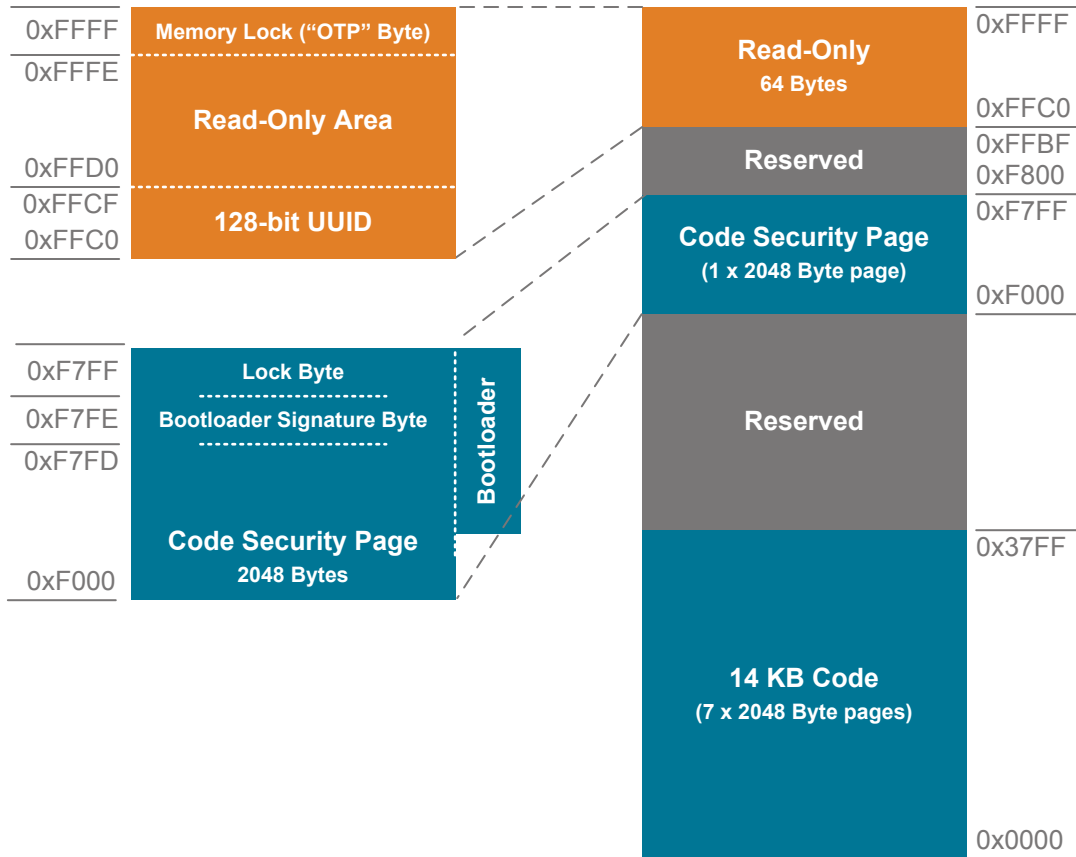 0xFFFF
Memory Lock (“OTP” Byte)
0xFFFE
Read-Only Area
0xFFD0
0xFFCF
128-bit UUID
0xFFC0
0xF7FF
Lock Byte
0xF7FE
Bootloader Signature Byte
0xF7FD
Bootloader
Code Security Page
2048 Bytes
0xF000
0xFFFF
Read-Only
64 Bytes
0xFFC0
0xFFBF
Reserved
0xF800
0xF7FF
Code Security Page
(1 x 2048 Byte page)
0xF000
Reserved
0x37FF
14 KB Code
(7 x 2048 Byte pages)
0x0000